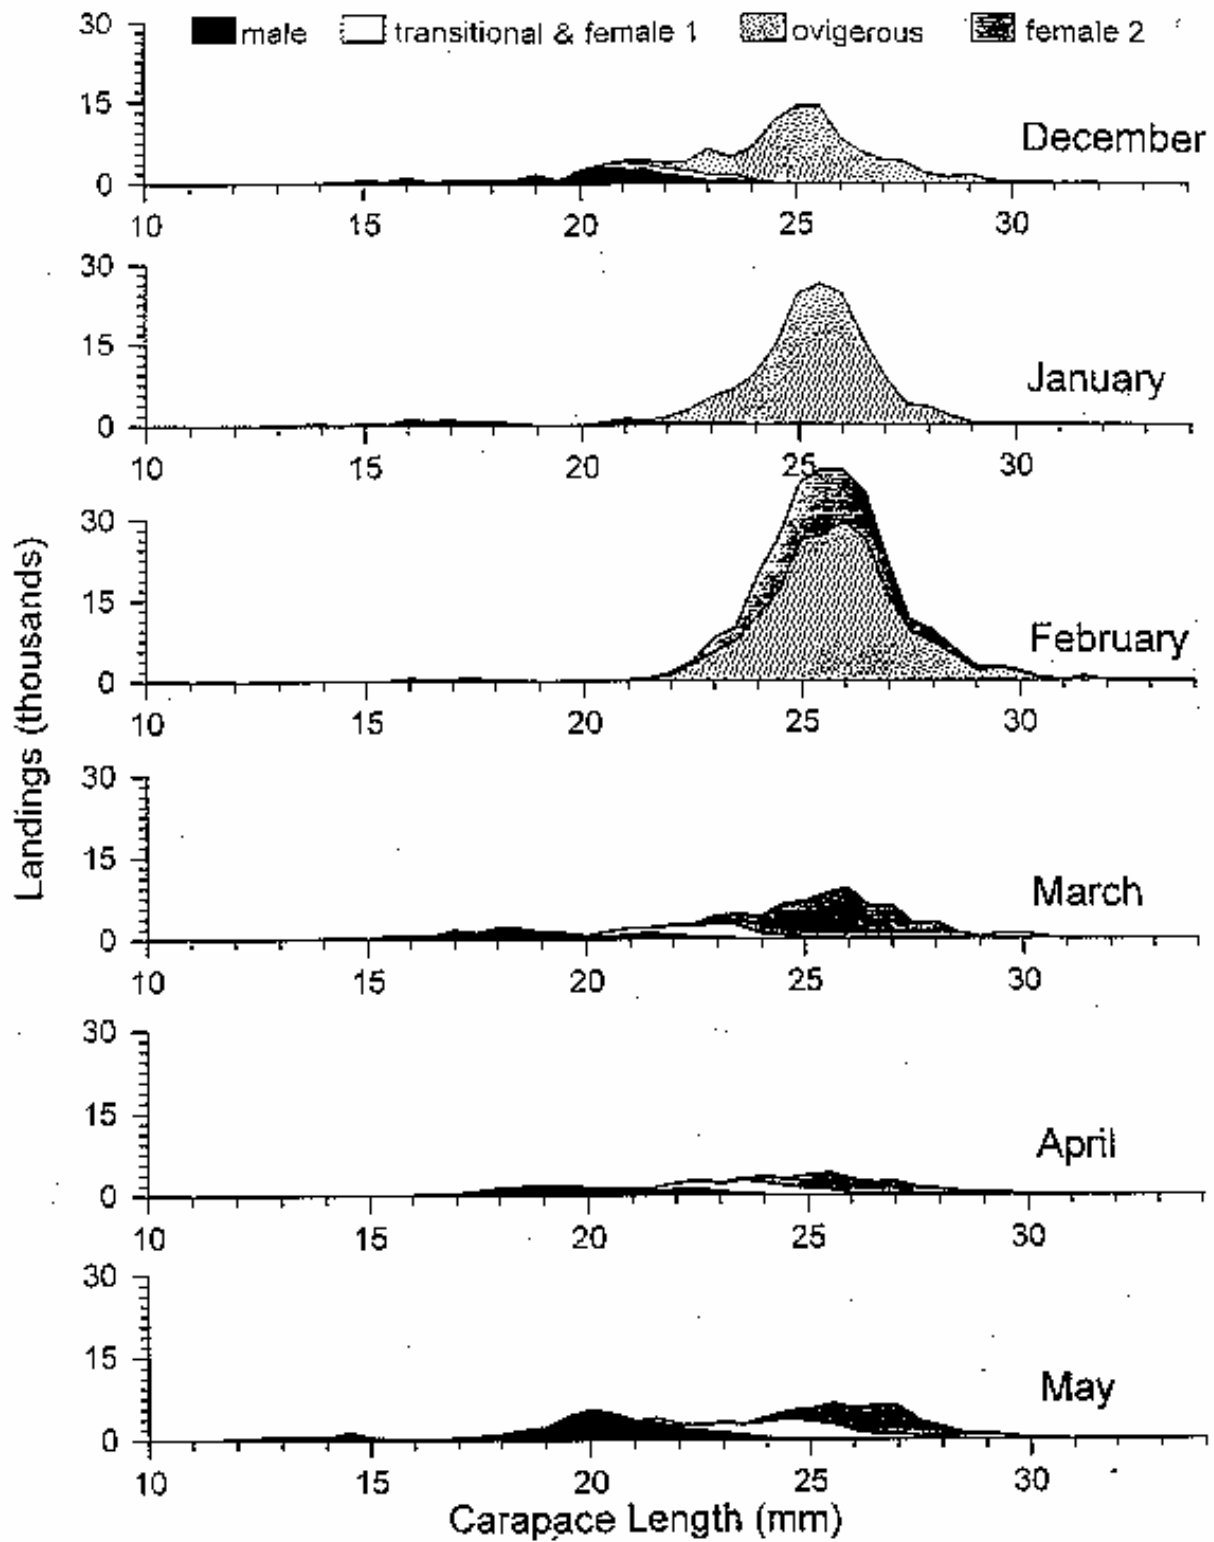 30
male transitional & female 1 ovigerous female 2
15
December
0
10 15 20 25 30
30
15
January
0
10 15 20 25 30
30
15
February
0
10 15 20 25 30
30
15
March
0
10 15 20 25 30
30
15
April
0
10 15 20 25 30
30
15
May
0
10 15 20 25 30
Landings (thousands)
Carapace Length (mm)